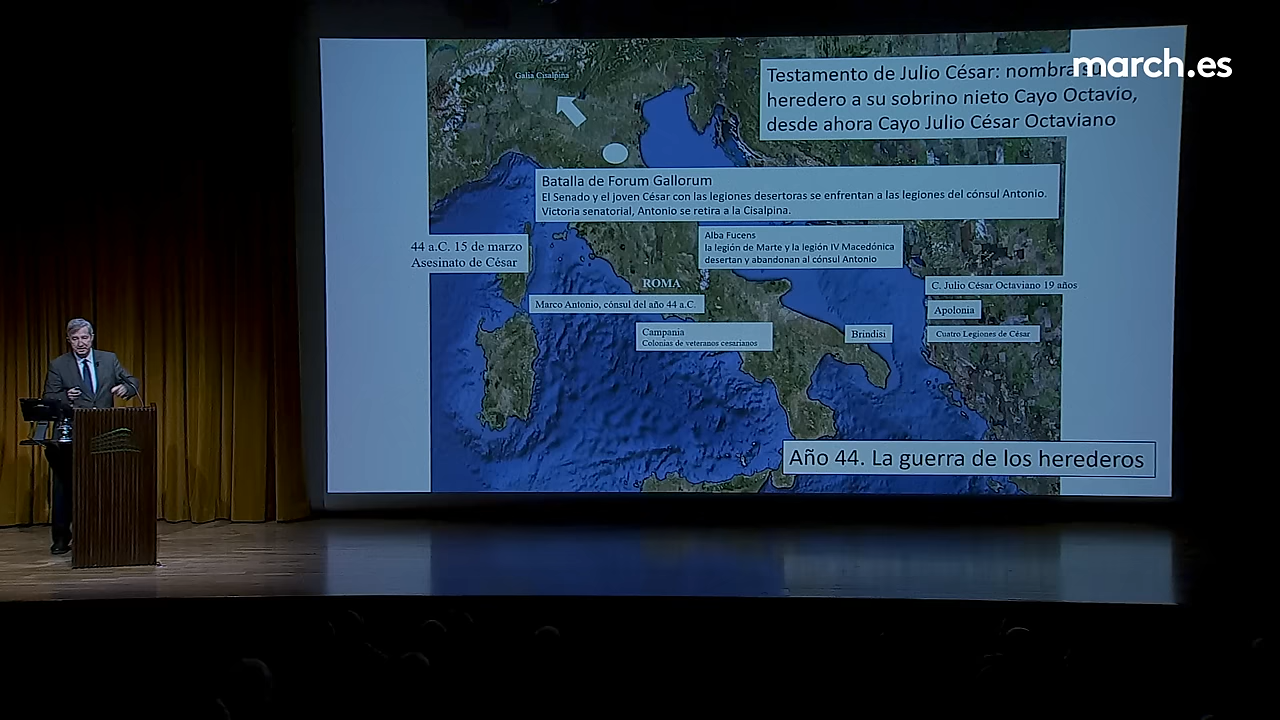 march.es
Galia Cisalpina
Testamento de Julio César: nombra su
heredero a su sobrino nieto Cayo Octavio,
desde ahora Cayo Julio César Octaviano
Batalla de Forum Gallorum
El Senado y el joven César con las legiones desertoras se enfrentan a las legiones del cónsul Antonio.
Victoria senatorial, Antonio se retira a la Cisalpina.
44 a.C. 15 de marzo
Asesinato de César
Alba Fucens
la legión de Marte y la legión IV Macedónica
desertan y abandonan al cónsul Antonio
ROMA
C. Julio César Octaviano 19 años
Marco Antonio, cónsul del año 44 a.C.
Apolonia
Campania
Colonias de veteranos cesarianos
Brindisi
Cuatro Legiones de César
Año 44. La guerra de los herederos